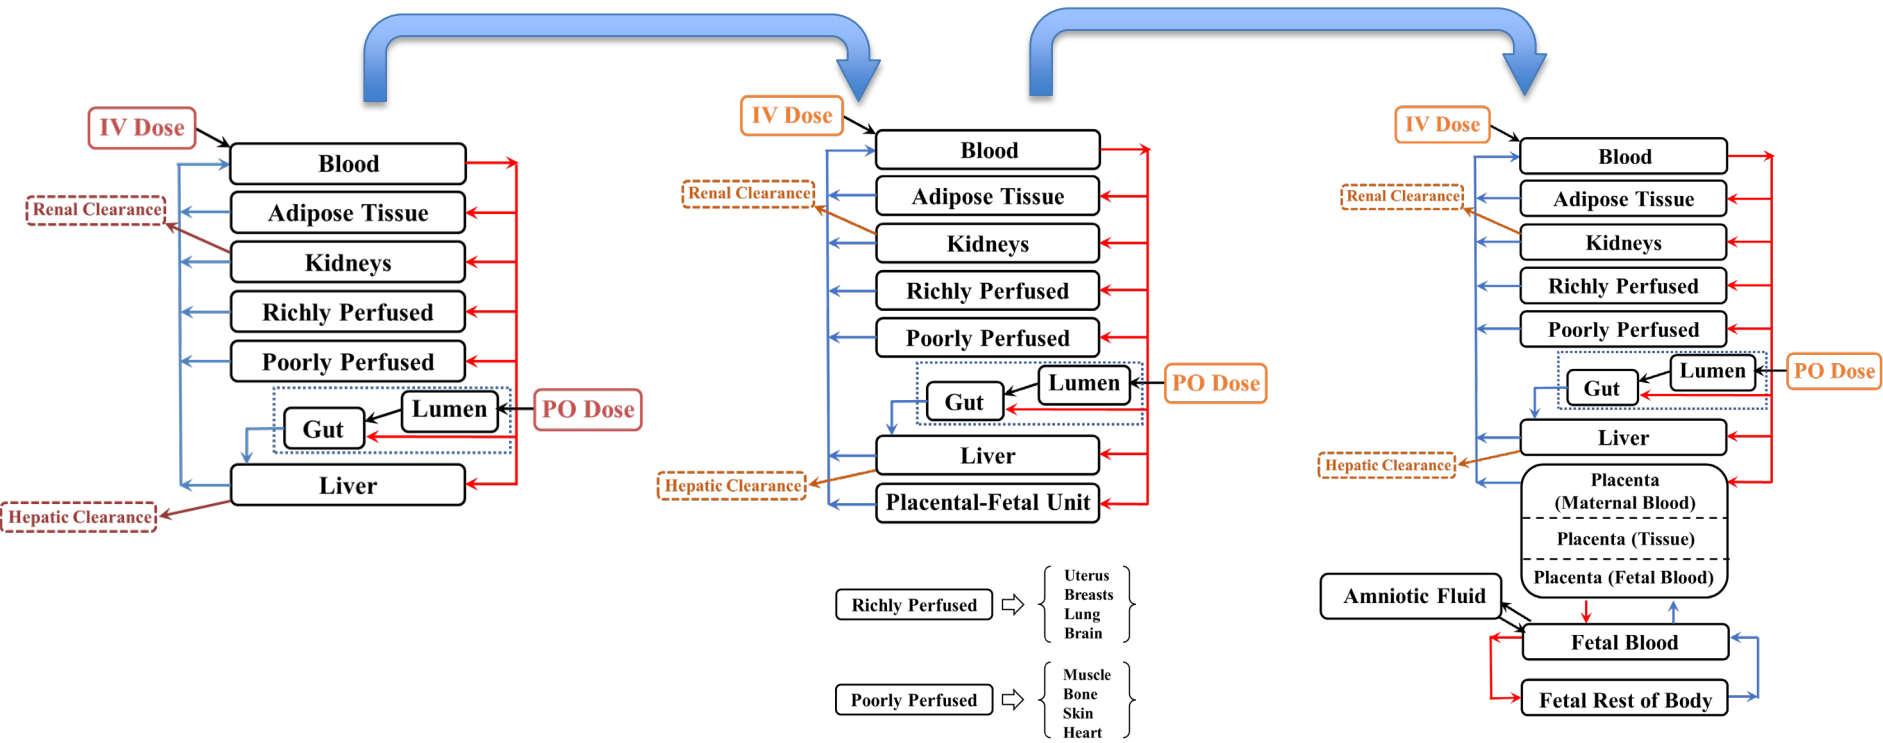 IV Dose
Blood
Renal Clearance
Adipose Tissue
Kidneys
Richly Perfused
Poorly Perfused
Lumen
PO Dose
Gut
Liver
Hepatic Clearance
IV Dose
Blood
Renal Clearance
Adipose Tissue
Kidneys
Richly Perfused
Poorly Perfused
Lumen
PO Dose
Gut
Liver
Hepatic Clearance
Placental-Fetal Unit
Richly Perfused
Uterus
Breasts
Lung
Brain
Poorly Perfused
Muscle
Bone
Skin
Heart
IV Dose
Blood
Renal Clearance
Adipose Tissue
Kidneys
Richly Perfused
Poorly Perfused
Lumen
PO Dose
Gut
Liver
Hepatic Clearance
Placenta
(Maternal Blood)
Placenta (Tissue)
Placenta (Fetal Blood)
Amniotic Fluid
Fetal Blood
Fetal Rest of Body